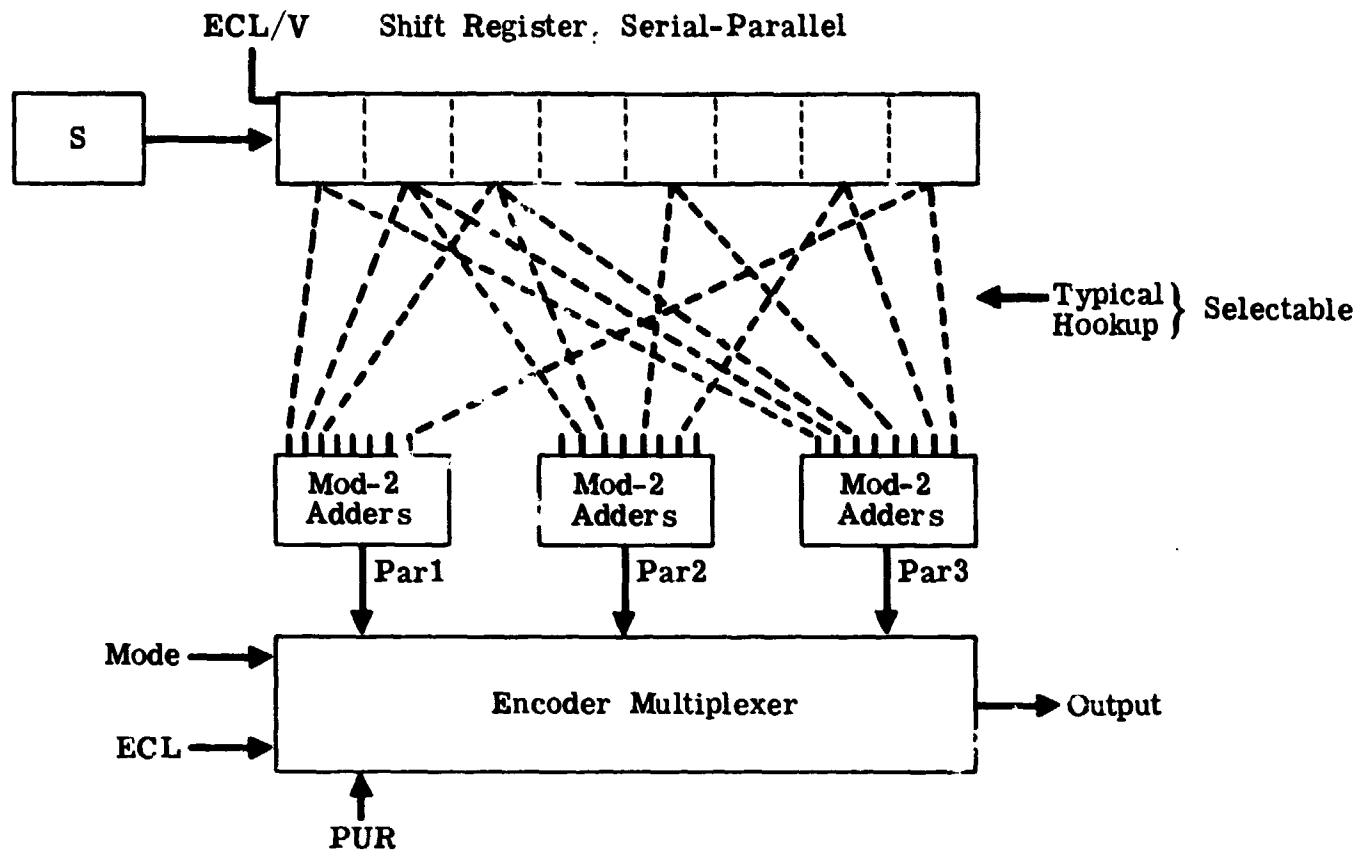 ECL/V Shift Register, Serial-Parallel
S
Typical
Hookup } Selectable
Mod-2
Adders
Mod-2
Adders
Mod-2
Adders
Par1
Par2
Par3
Mode
Encoder Multiplexer
Output
ECL
PUR